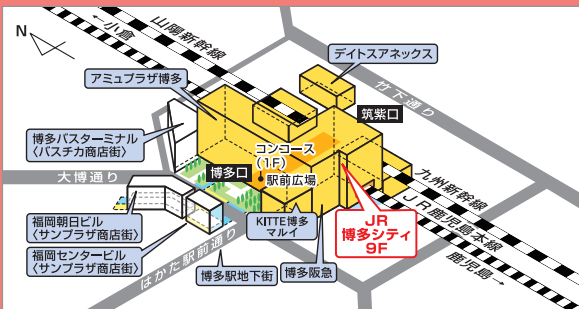 N
←小倉
山陽新幹線
デイトスアネックス
竹下通り
アミュプラザ博多
筑紫口
博多バスターミナル
〈バスチカ商店街〉
コンコース
(1F)
博多口
駅前広場
大博通り
九州新幹線
JR鹿児島本線
鹿児島→
福岡朝日ビル
〈サンプラザ商店街〉
KITTE博多
マルイ
JR
博多シティ
9F
福岡センタービル
〈サンプラザ商店街〉
はかた駅前通り
博多駅地下街
博多阪急